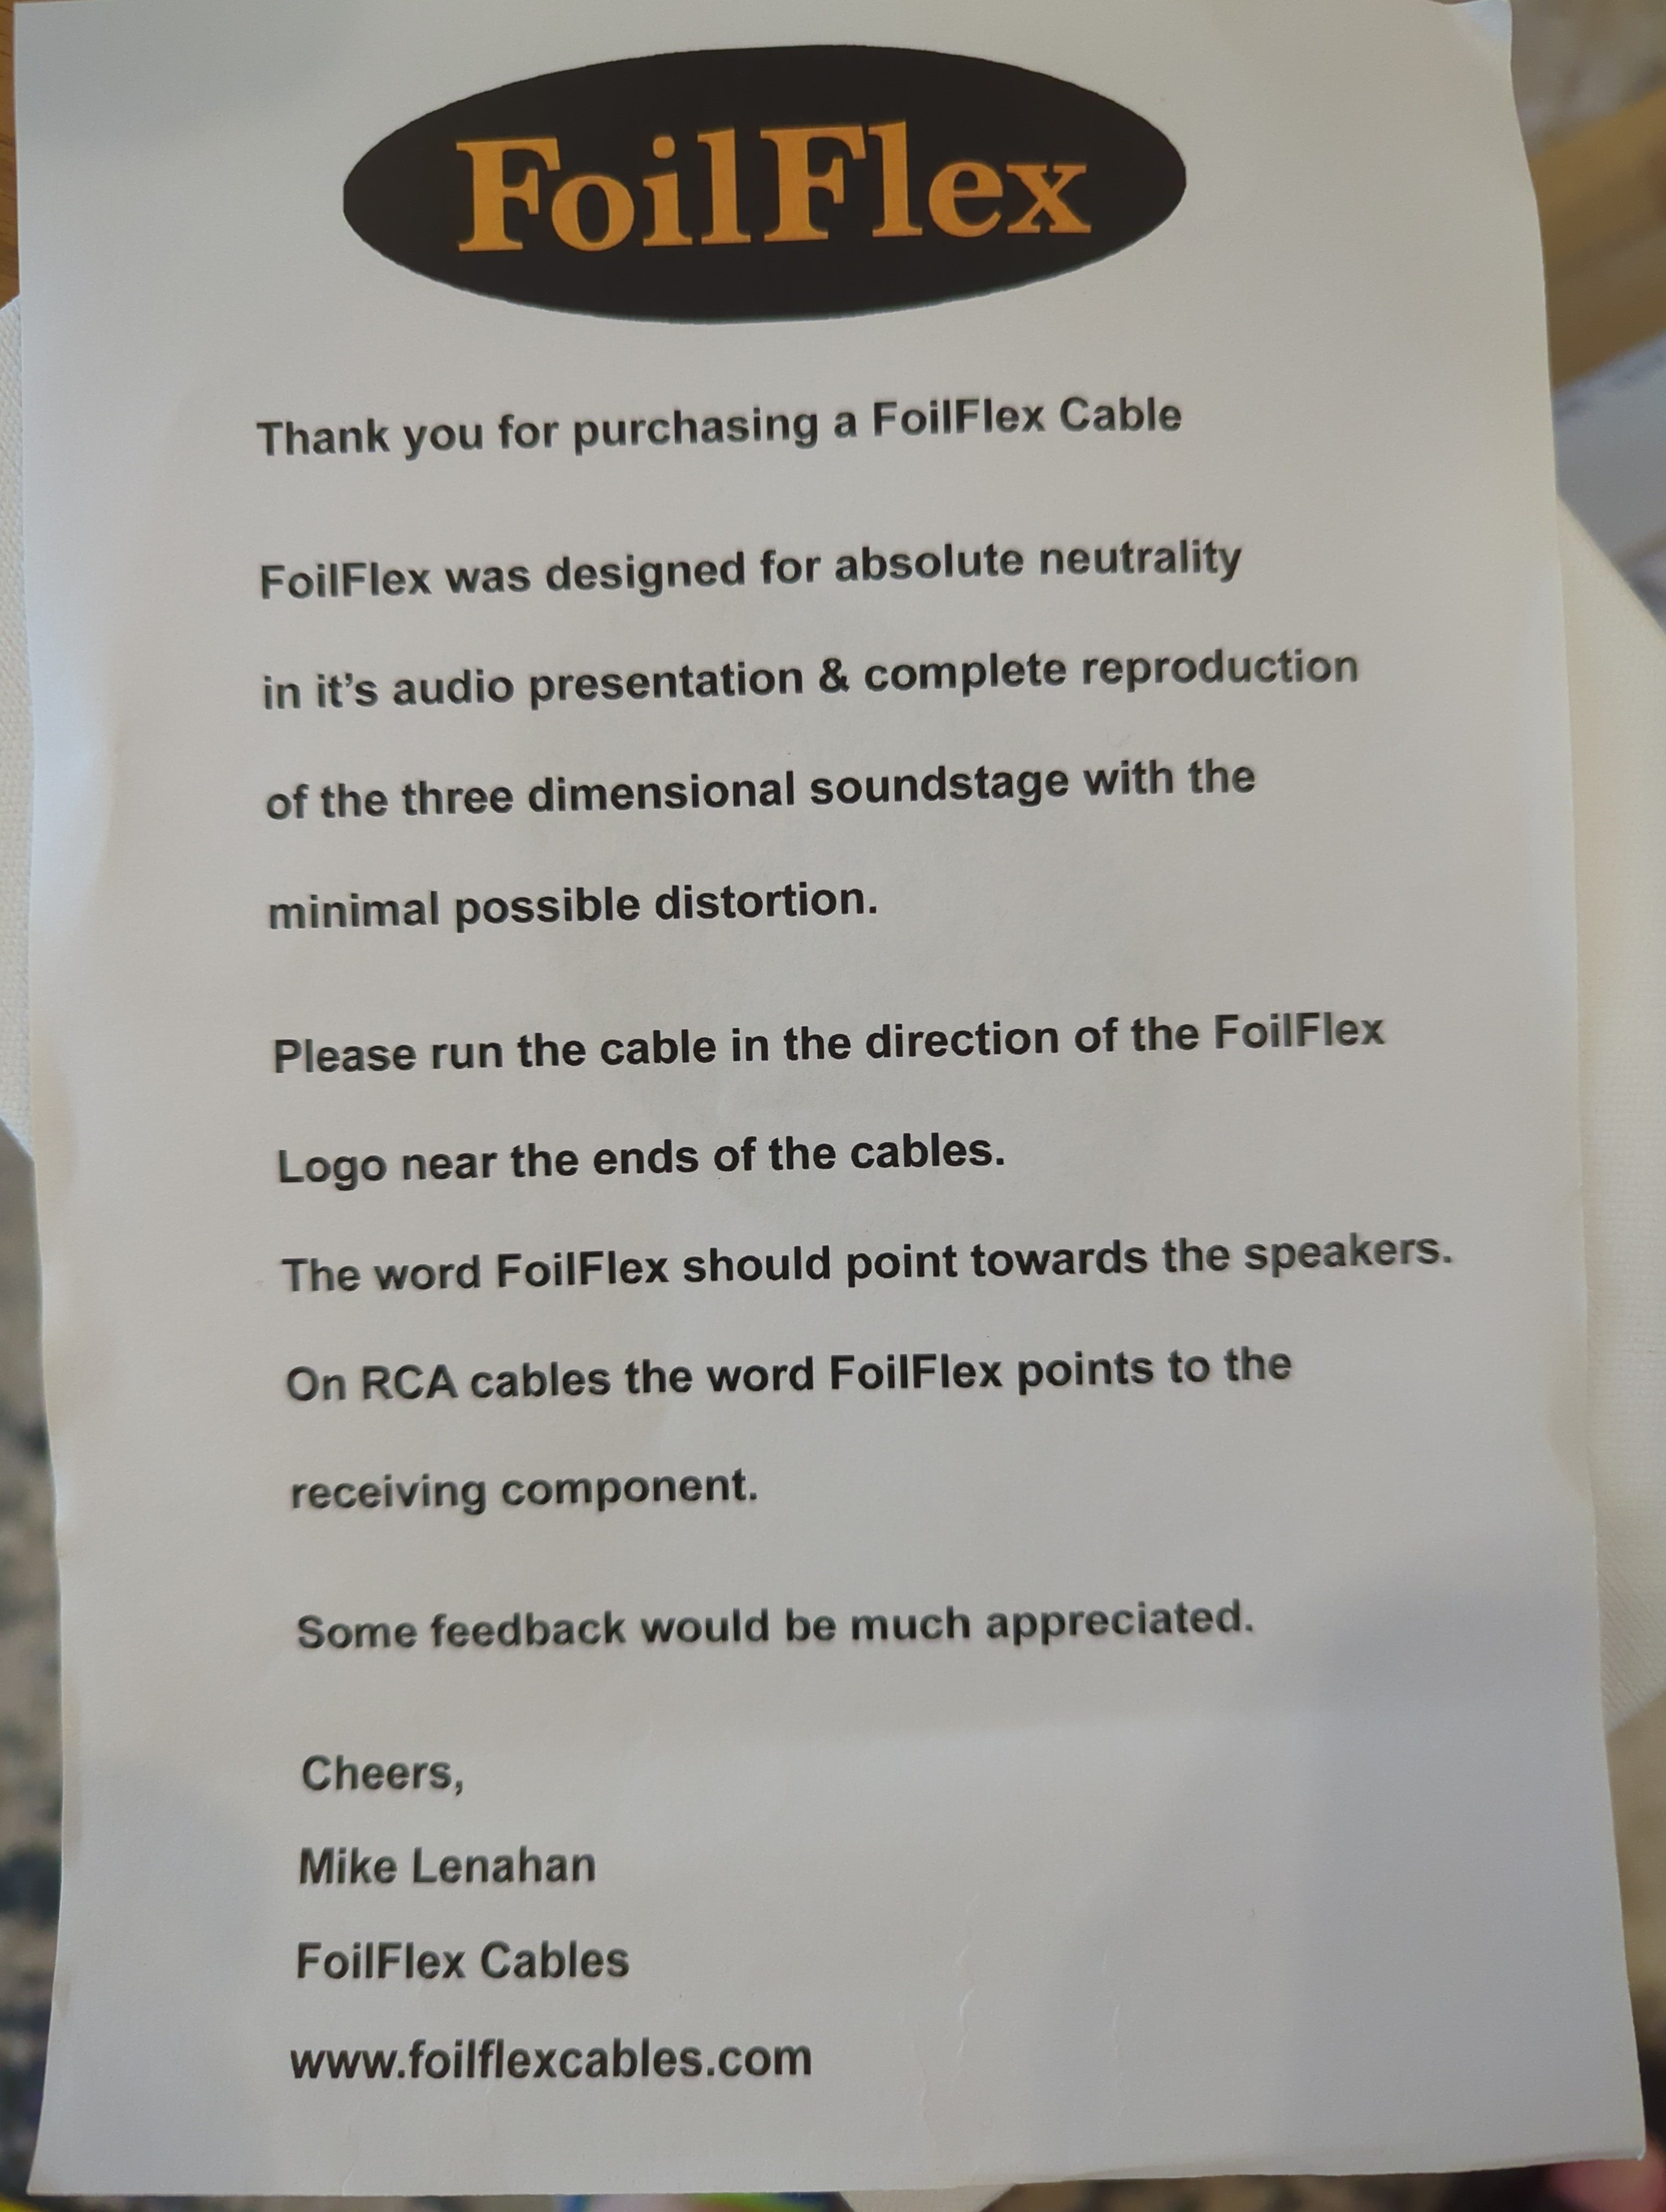 FoilFlex
Thank you for purchasing a FoilFlex Cable
FoilFlex was designed for absolute neutrality
in it’s audio presentation & complete reproduction
of the three dimensional soundstage with the
minimal possible distortion.
Please run the cable in the direction of the FoilFlex
Logo near the ends of the cables.
The word FoilFlex should point towards the speakers.
On RCA cables the word FoilFlex points to the
receiving component.
Some feedback would be much appreciated.
Cheers,
Mike Lenahan
FoilFlex Cables
www.foilflexcables.com